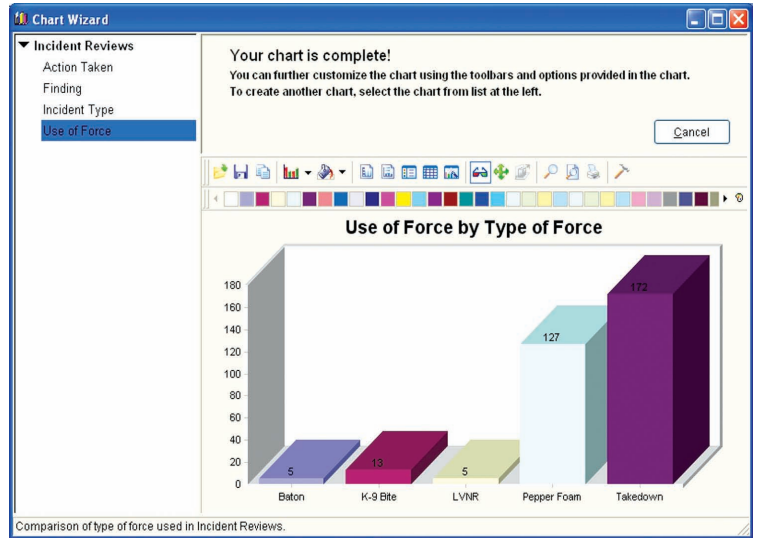 Chart Wizard
Incident Reviews
Action Taken
Finding
Incident Type
Use of Force
Your chart is complete!
You can further customize the chart using the toolbars and options provided in the chart.
To create another chart, select the chart from list at the left.
Cancel
Use of Force by Type of Force
180
160
140
120
100
80
60
40
20
0
5
13
5
127
172
Baton
K-9 Bite
LVNR
Pepper Foam
Takedown
Comparison of type of force used in Incident Reviews.